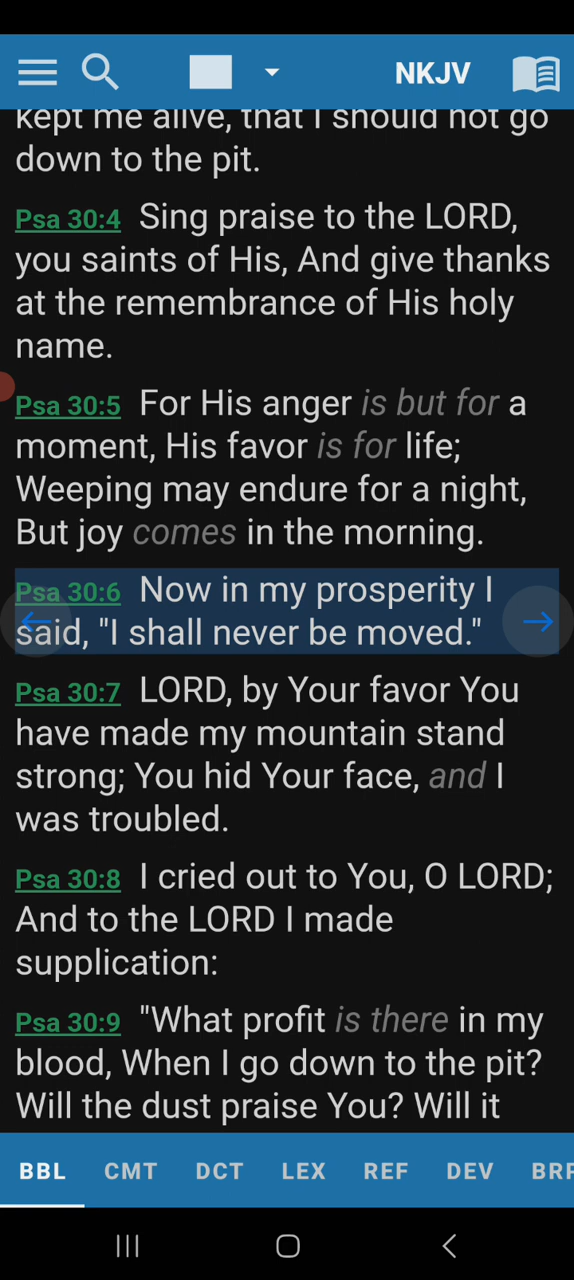 NKJV
kept me alive, that I should not go
down to the pit.
Psa 30:4 Sing praise to the LORD,
you saints of His, And give thanks
at the remembrance of His holy
name.
Psa 30:5 For His anger is but for a
moment, His favor is for life;
Weeping may endure for a night,
But joy comes in the morning.
Psa 30:6 Now in my prosperity I
said, "I shall never be moved."
Psa 30:7 LORD, by Your favor You
have made my mountain stand
strong; You hid Your face, and I
was troubled.
Psa 30:8 I cried out to You, O LORD;
And to the LORD I made
supplication:
Psa 30:9 "What profit is there in my
blood, When I go down to the pit?
Will the dust praise You? Will it
BBL CMT DCT LEX REF DEV BRF